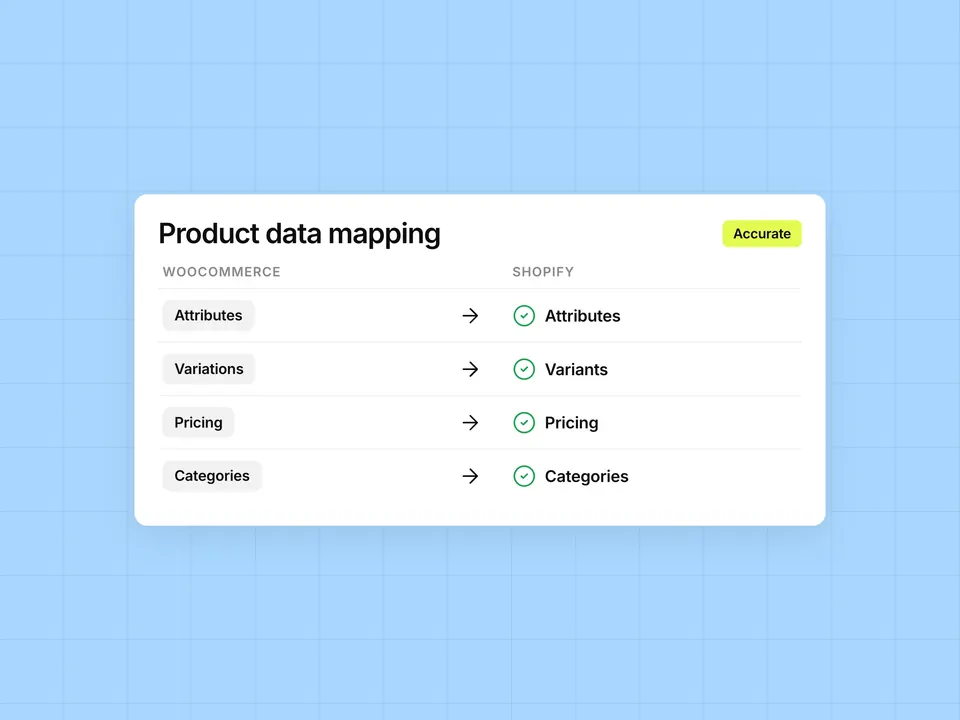 Product data mapping
Accurate
WOOCOMMERCE SHOPIFY
Attributes → Attributes
Variations → Variants
Pricing → Pricing
Categories → Categories